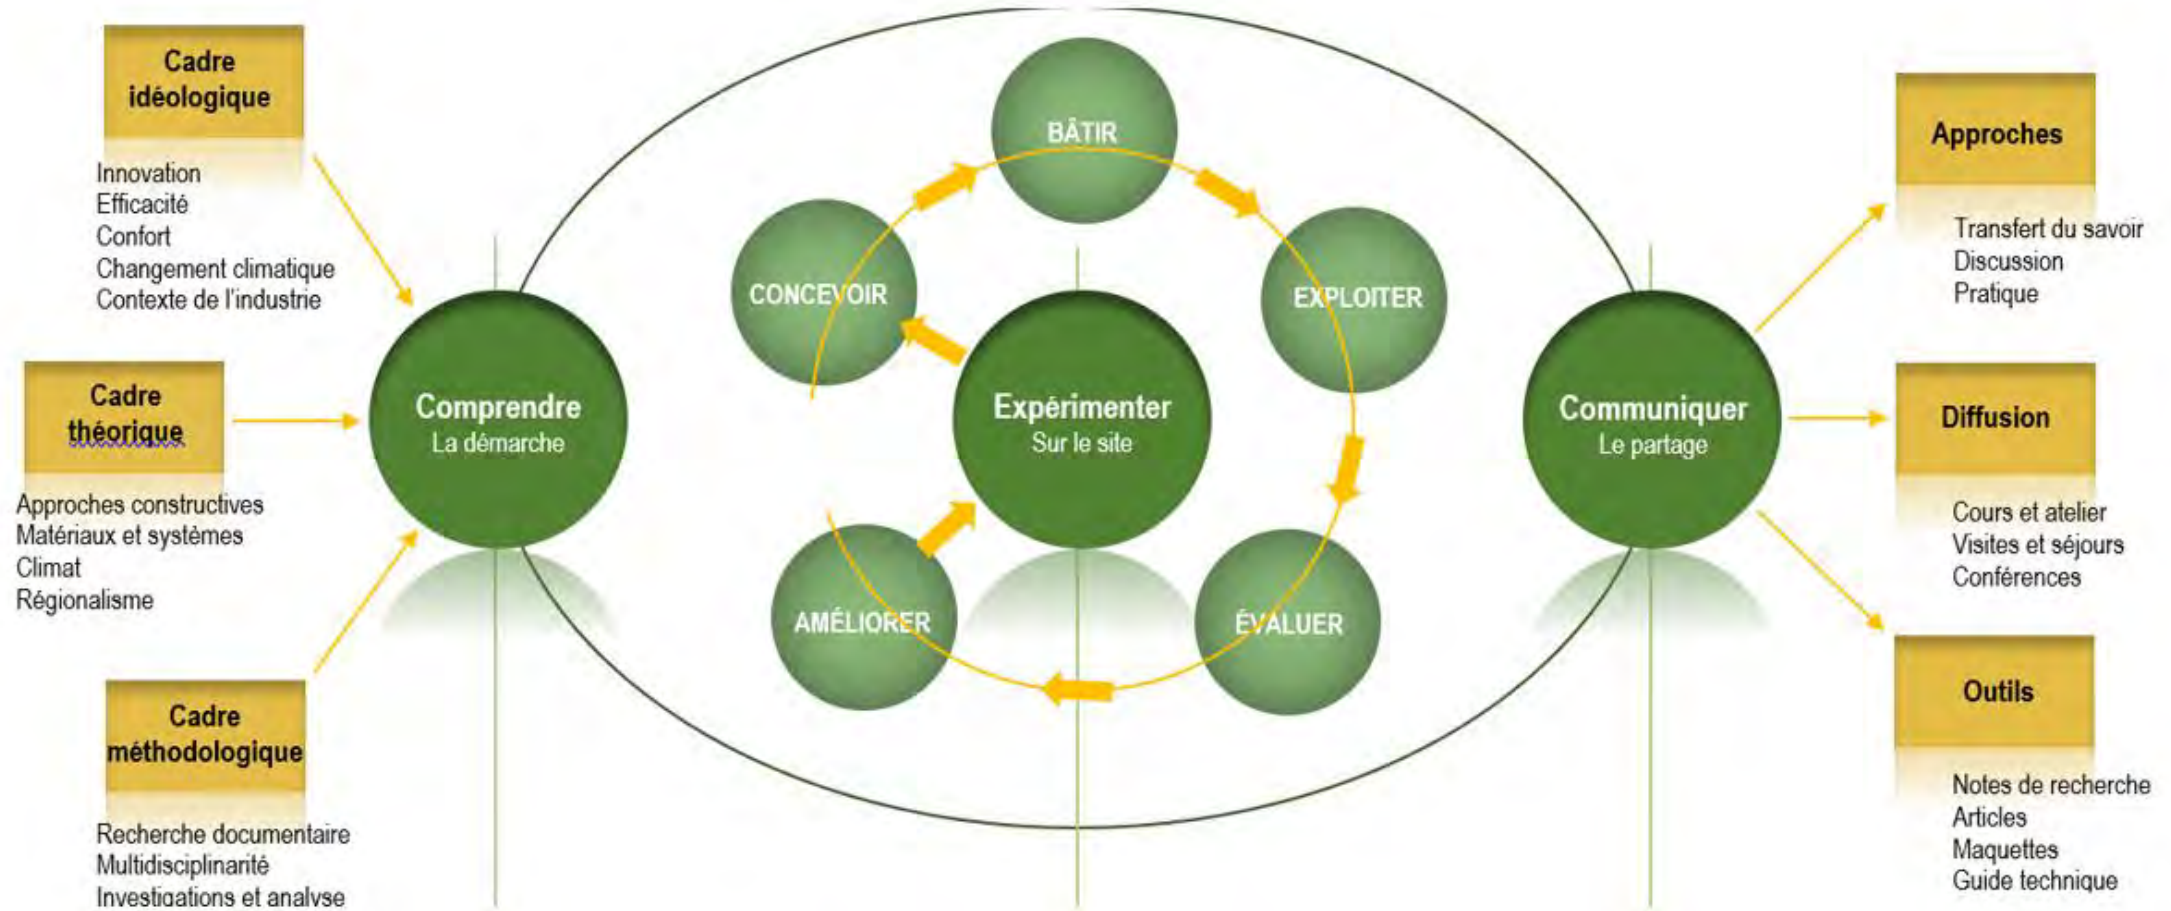 Cadre
idéologique
Innovation
Efficacité
Confort
Changement climatique
Contexte de l'industrie
Cadre
théorique
Approches constructives
Matériaux et systèmes
Climat
Régionalisme
Cadre
méthodologique
Recherche documentaire
Multidisciplinarité
Investigations et analyse
Comprendre
La démarche
BÂTIR
CONCEVOIR
EXPLOITER
Expérimenter
Sur le site
AMÉLIORER
ÉVALUER
Communiquer
Le partage
Approches
Transfert du savoir
Discussion
Pratique
Diffusion
Cours et atelier
Visites et séjours
Conférences
Outils
Notes de recherche
Articles
Maquettes
Guide technique